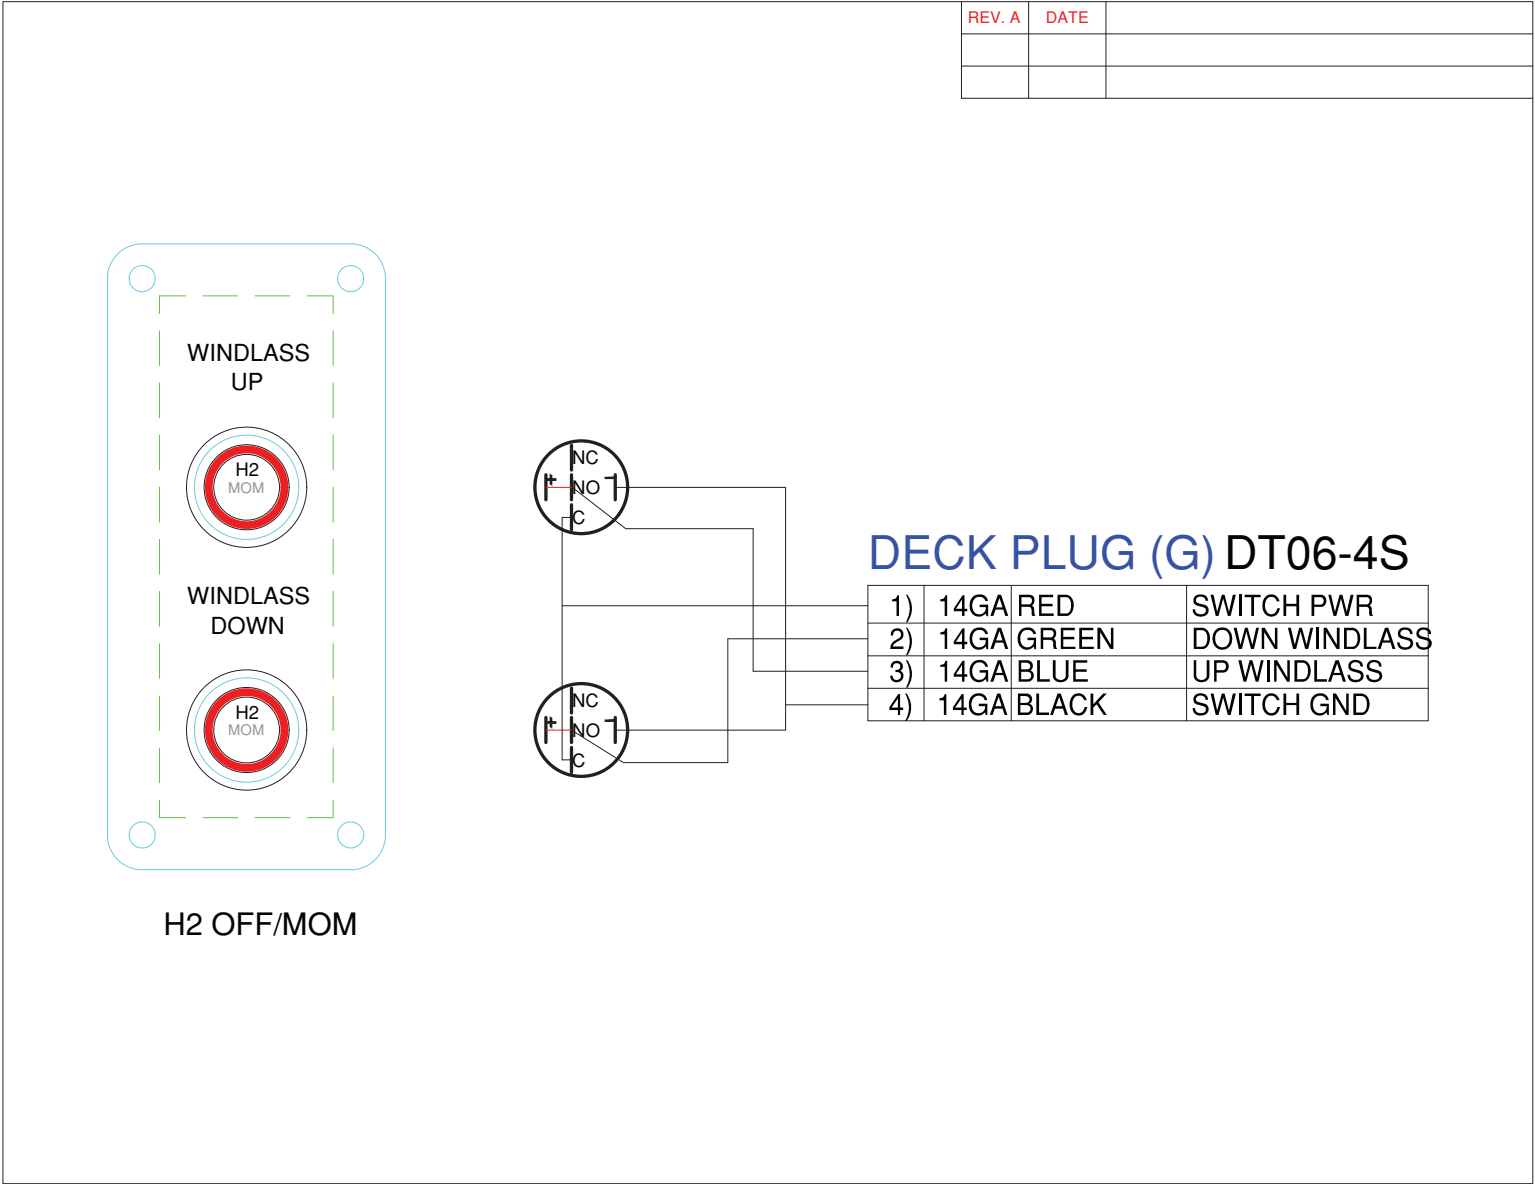 REV. A DATE
WINDLASS
UP
H2
MOM
WINDLASS
DOWN
H2
MOM
H2 OFF/MOM
NC
+ NO -
C
NC
+ NO -
C
DECK PLUG (G) DT06-4S
1) 14GA RED SWITCH PWR
2) 14GA GREEN DOWN WINDLASS
3) 14GA BLUE UP WINDLASS
4) 14GA BLACK SWITCH GND